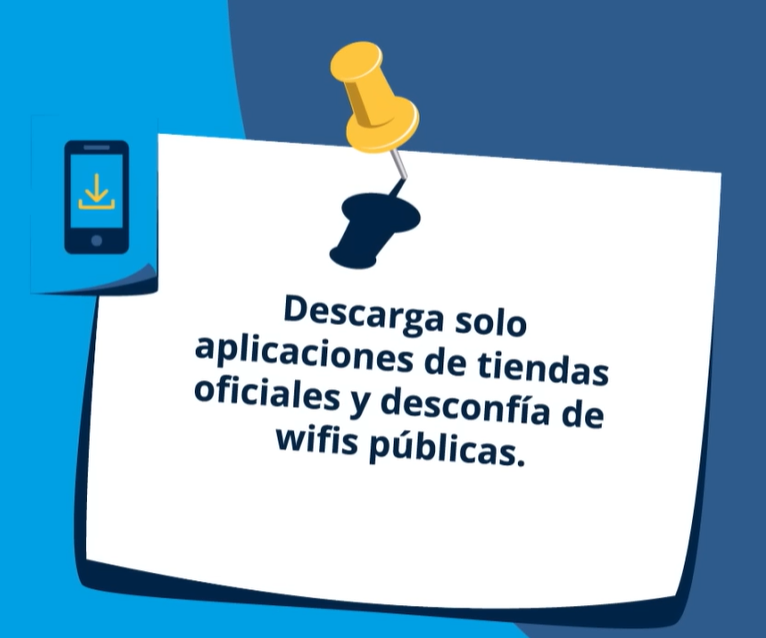 Descarga solo
aplicaciones de tiendas
oficiales y desconfía de
wifis públicas.